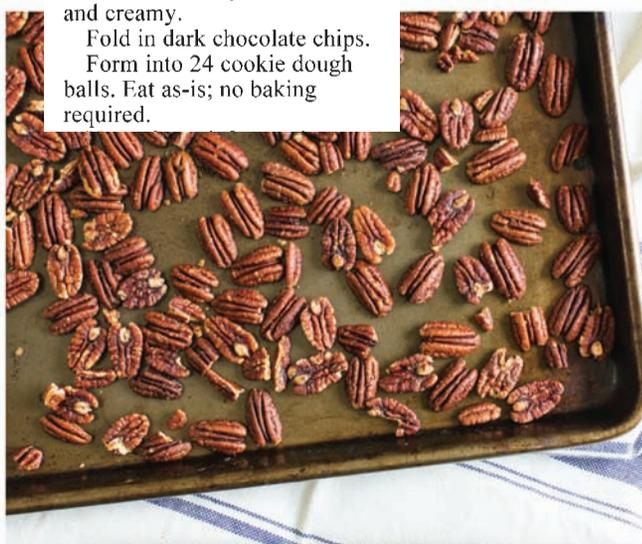 and creamy.
Fold in dark chocolate chips.
Form into 24 cookie dough
balls. Eat as-is; no baking
required.